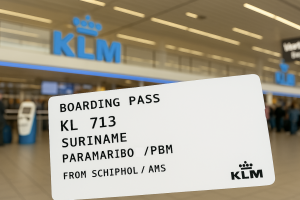 KLM
BOARDING PASS
KL 713
SURINAME
PARAMARIBO /PBM
FROM SCHIPHOL/AMS
KLM